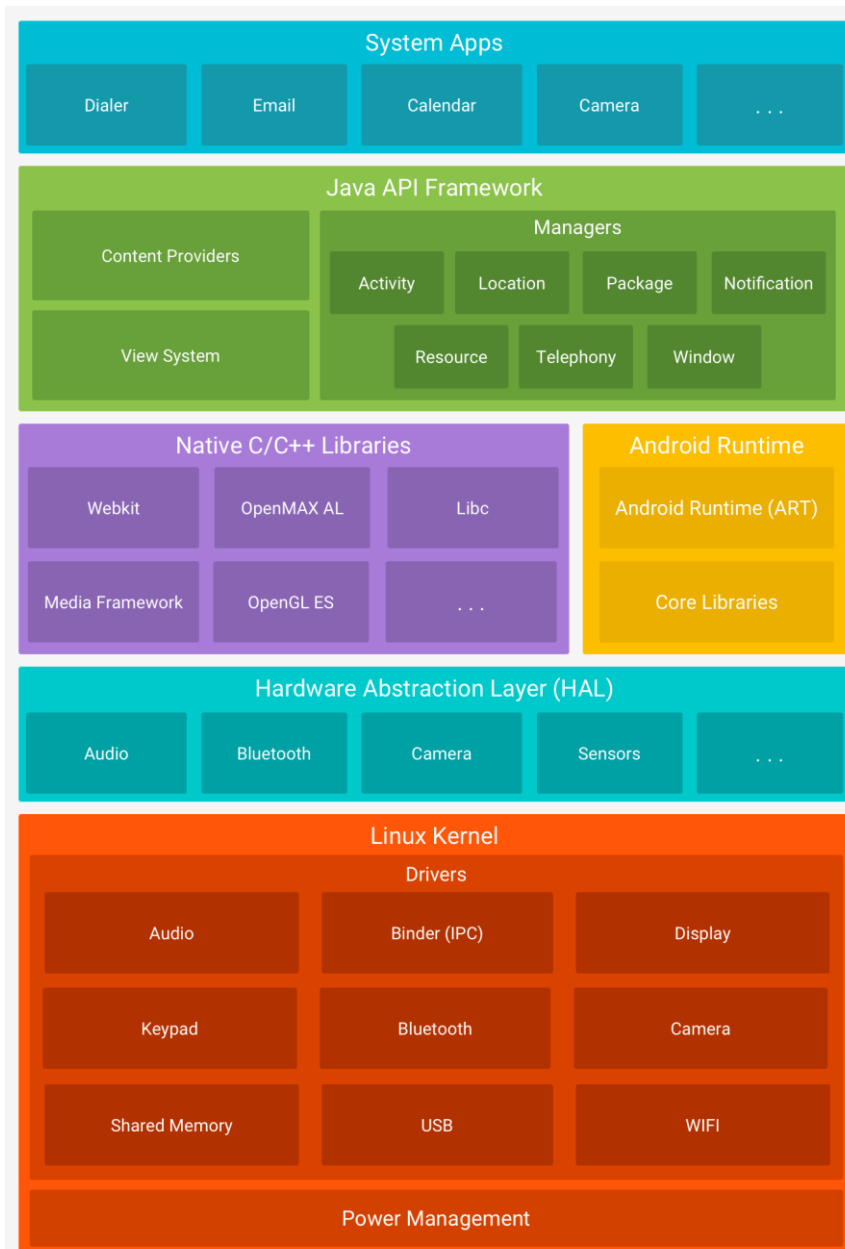 System Apps
Dialer
Email
Calendar
Camera
. . .
Java API Framework
Content Providers
View System
Managers
Activity
Location
Package
Notification
Resource
Telephony
Window
Native C/C++ Libraries
Webkit
OpenMAX AL
Libc
Media Framework
OpenGL ES
. . .
Android Runtime
Android Runtime (ART)
Core Libraries
Hardware Abstraction Layer (HAL)
Audio
Bluetooth
Camera
Sensors
. . .
Linux Kernel
Drivers
Audio
Binder (IPC)
Display
Keypad
Bluetooth
Camera
Shared Memory
USB
WIFI
Power Management